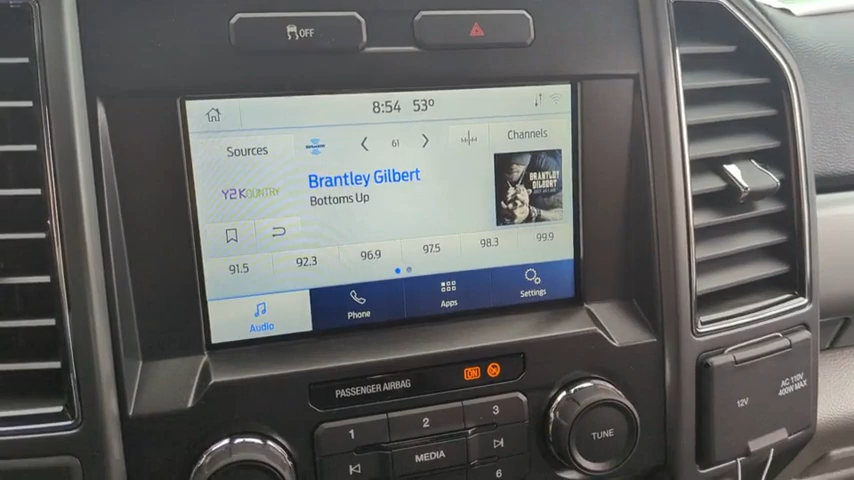 OFF
8:54 53°
Sources
SiriusXM
61
Channels
Y2KOUNTRY
Brantley Gilbert
Bottoms Up
BRANTLEY
GILBERT
91.5 92.3 96.9 97.5 98.3 99.9
Audio Phone Apps Settings
PASSENGER AIRBAG ON
1 2 3
MEDIA
6
TUNE
12V
AC 110V
400W MAX